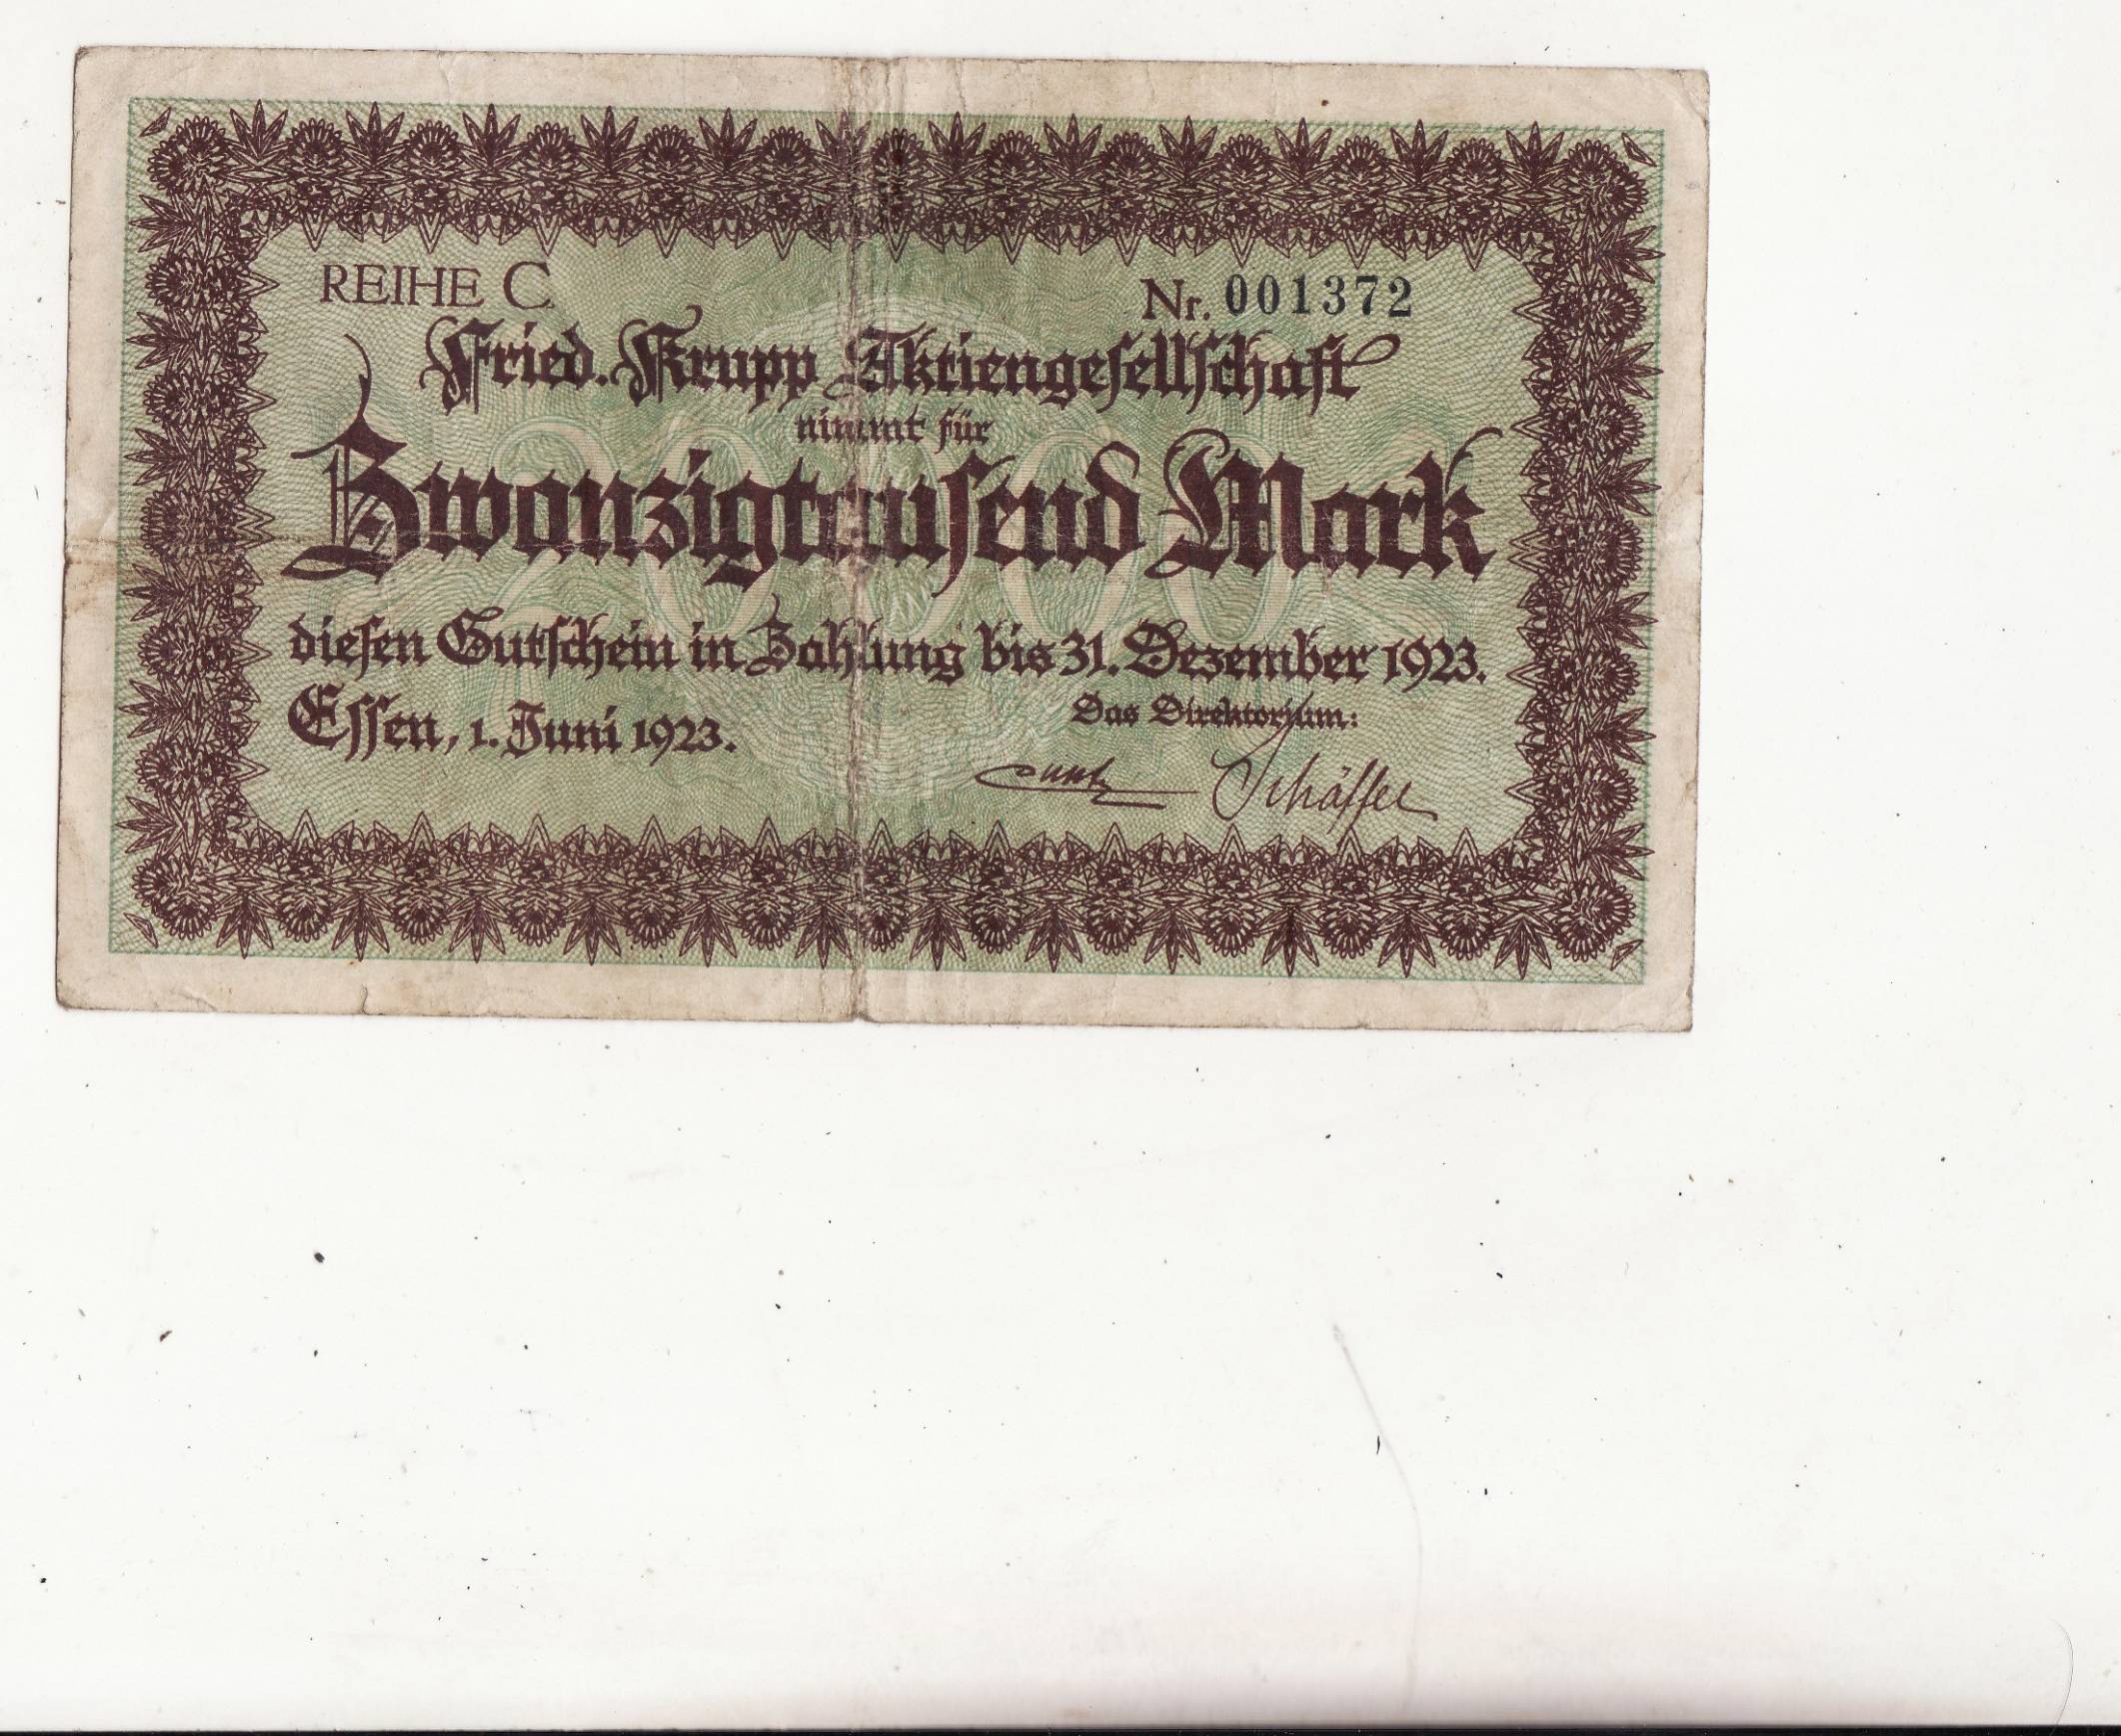 REIHE C
Nr. 001372
Fried. Krupp Aktiengesellschaft
nimmt für
Zwanzigtausend Mark
diesen Gutschein in Zahlung bis 31. Dezember 1923.
Essen, 1. Juni 1923.
Das Direktorium:
Schäffer